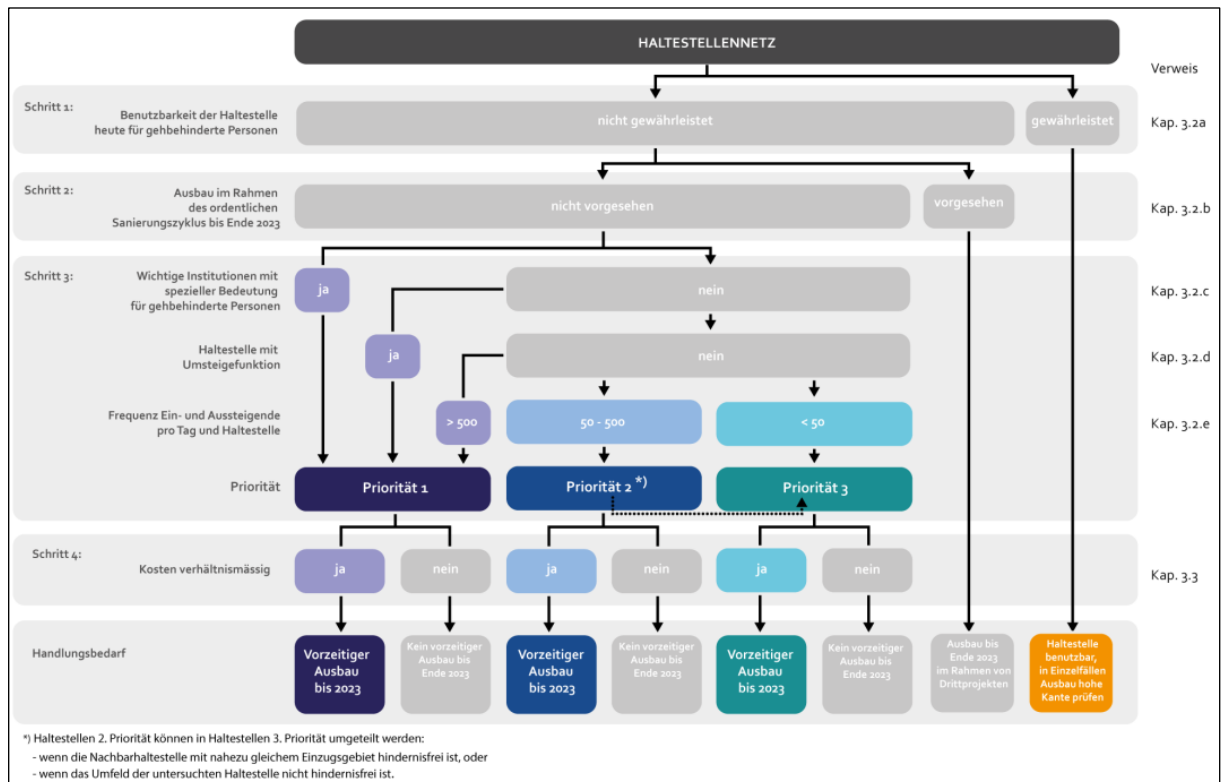 HALTESTELLENNETZ
Verweis
Schritt 1:
Benutzbarkeit der Haltestelle
heute für gehbehinderte Personen
nicht gewährleistet
gewährleistet
Kap. 3.2a
Schritt 2:
Ausbau im Rahmen
des ordentlichen
Sanierungszyklus bis Ende 2023
nicht vorgesehen
vorgesehen
Kap. 3.2.b
Schritt 3:
Wichtige Institutionen mit
spezieller Bedeutung
für gehbehinderte Personen
ja
nein
Kap. 3.2.c
Haltestelle mit
Umsteigefunktion
ja
nein
Kap. 3.2.d
Frequenz Ein- und Aussteigende
pro Tag und Haltestelle
> 500
50 - 500
< 50
Kap. 3.2.e
Priorität
Priorität 1
Priorität 2 *)
Priorität 3
Schritt 4:
Kosten verhältnismässig
ja
nein
ja
nein
ja
nein
Kap. 3.3
Handlungsbedarf
Vorzeitiger
Ausbau
bis 2023
Kein vorzeitiger
Ausbau bis
Ende 2023
Vorzeitiger
Ausbau
bis 2023
Kein vorzeitiger
Ausbau bis
Ende 2023
Vorzeitiger
Ausbau
bis 2023
Kein vorzeitiger
Ausbau bis
Ende 2023
Ausbau bis
Ende 2023
im Rahmen von
Drittprojekten
Haltestelle
benutzbar,
in Einzelfällen
Ausbau hohe
Kante prüfen
*) Haltestellen 2. Priorität können in Haltestellen 3. Priorität umgeteilt werden:
- wenn die Nachbarhaltestelle mit nahezu gleichem Einzugsgebiet hindernisfrei ist, oder
- wenn das Umfeld der untersuchten Haltestelle nicht hindernisfrei ist.